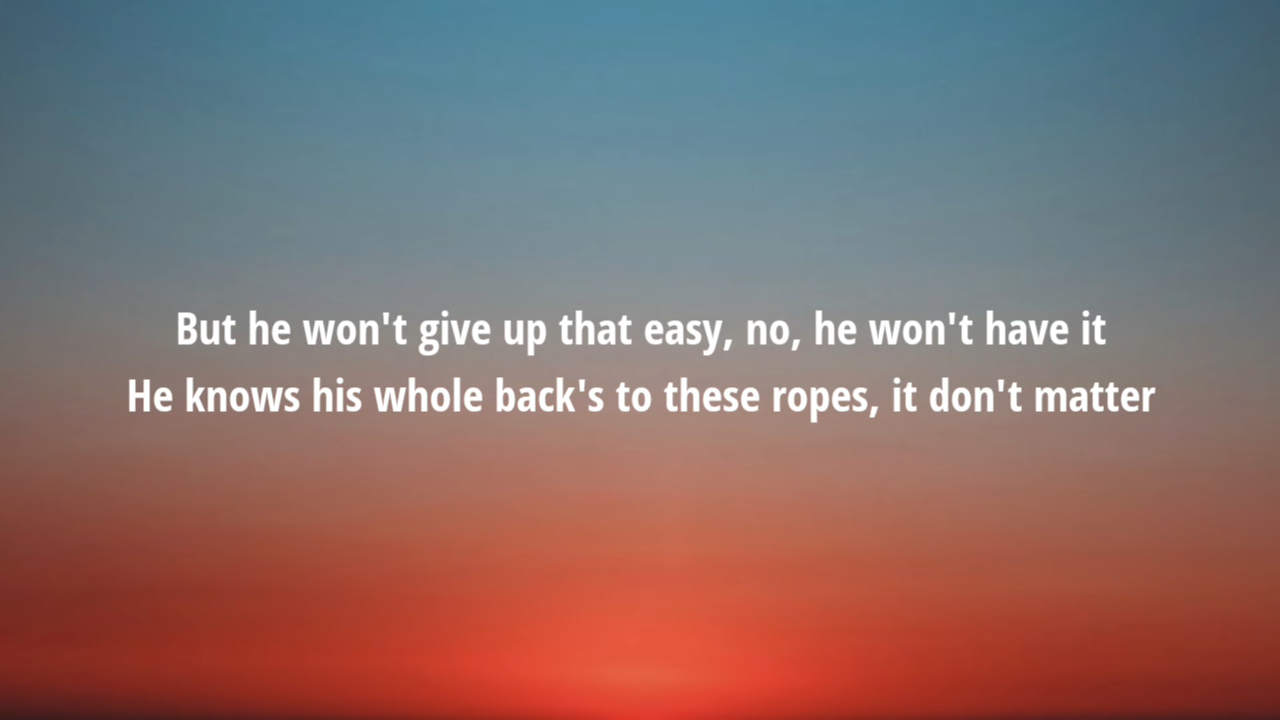 But he won't give up that easy, no, he won't have it
He knows his whole back's to these ropes, it don't matter